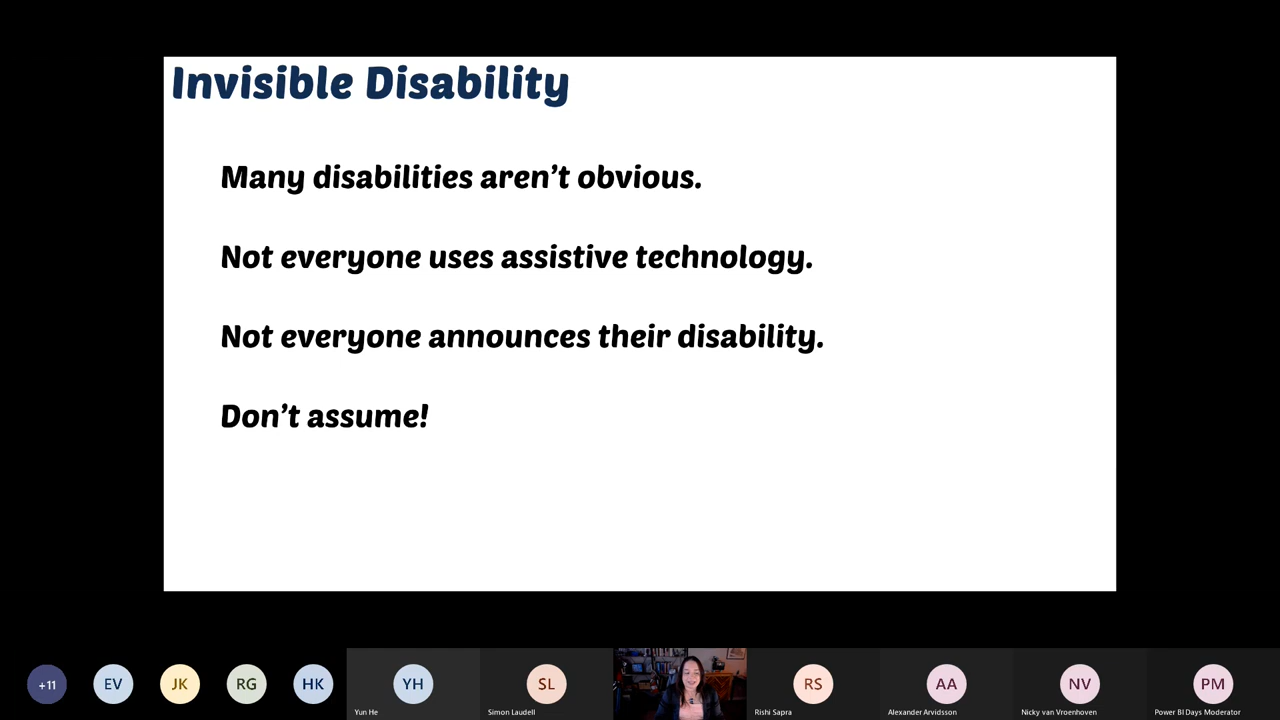 Invisible Disability
Many disabilities aren’t obvious.
Not everyone uses assistive technology.
Not everyone announces their disability.
Don’t assume!
+11
EV
JK
RG
HK
YH
SL
RS
AA
NV
PM
Yun He
Simon Laudell
Rishi Sapra
Alexander Arvidsson
Nicky van Vroenhoven
Power BI Days Moderator